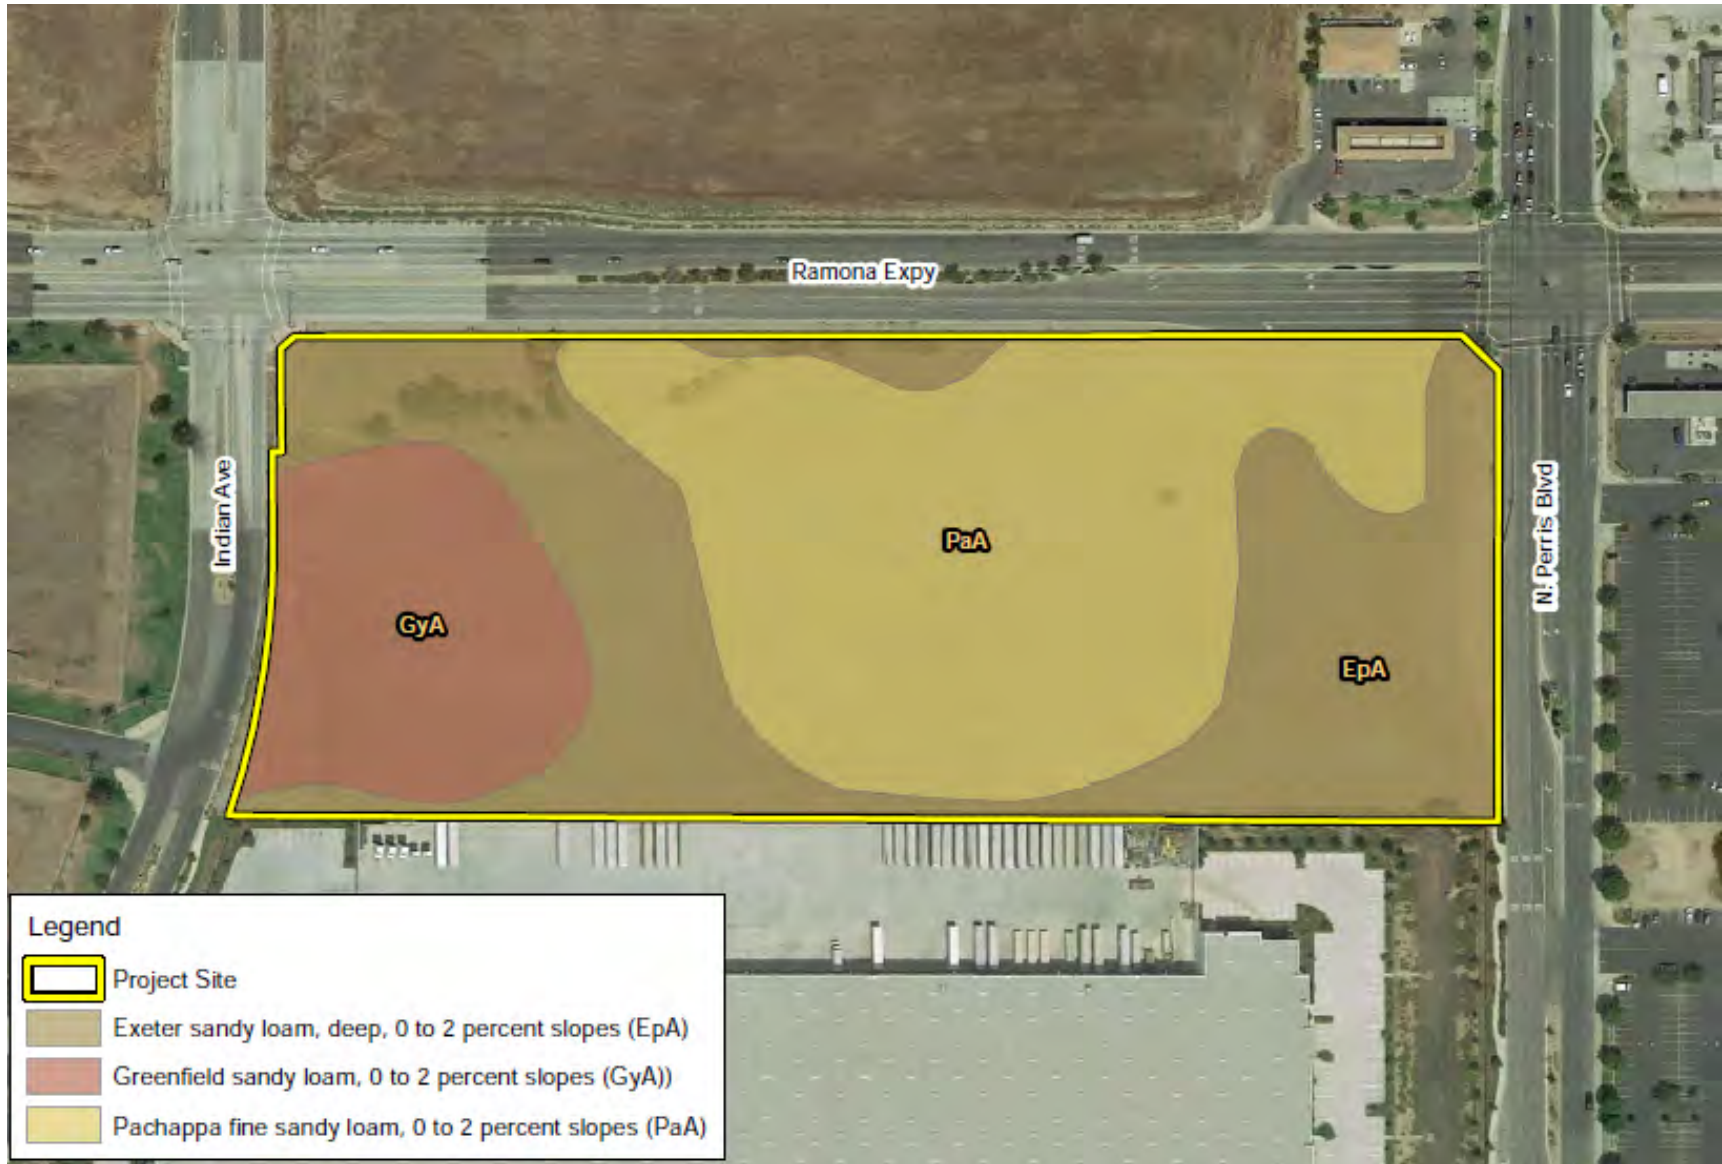 Ramona Expy
Indian Ave
N. Perris Blvd
PaA
GyA
EpA
Legend
Project Site
Exeter sandy loam, deep, 0 to 2 percent slopes (EpA)
Greenfield sandy loam, 0 to 2 percent slopes (GyA))
Pachappa fine sandy loam, 0 to 2 percent slopes (PaA)